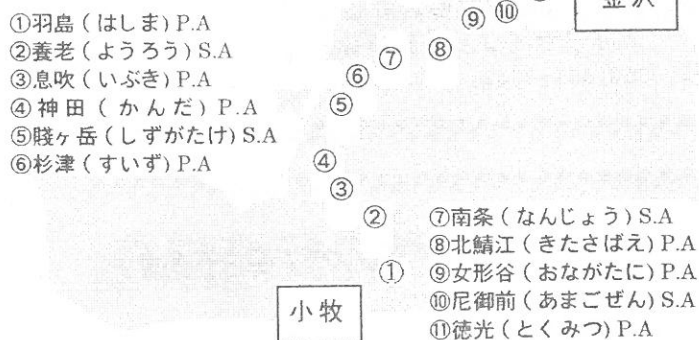 ①羽島(はしま)P.A
②養老(ようろう)S.A
③息吹(いぶき)P.A
④神田(かんだ)P.A
⑤賤ヶ岳(しずがたけ)S.A
⑥杉津(すいず)P.A
⑨ ⑩
⑧
⑦
⑥
⑤
④
③
②
①
小牧
⑦南条(なんじょう)S.A
⑧北鯖江(きたさばえ)P.A
⑨女形谷(おながたに)P.A
⑩尼御前(あまごぜん)S.A
⑪徳光(とくみつ)P.A